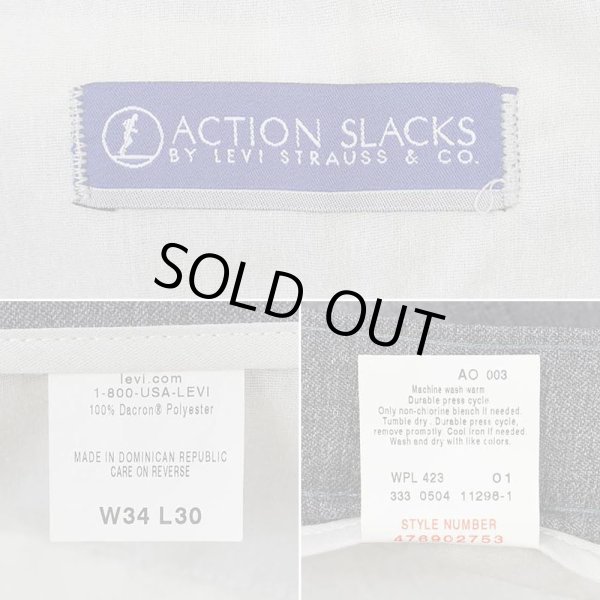 ACTION SLACKS
BY LEVI STRAUSS & CO.
SOLD OUT
levi.com
1-800-USA-LEVI
100% Dacron® Polyester
MADE IN DOMINICAN REPUBLIC
CARE ON REVERSE
W34 L30
AO 003
Machine wash warm
Durable press cycle
Only non-chlorine bleach if needed.
Tumble dry. Durable press cycle,
remove promptly. Cool iron if needed.
Wash and dry with like colors.
WPL 423 01
333 0504 11296-1
STYLE NUMBER
476902753